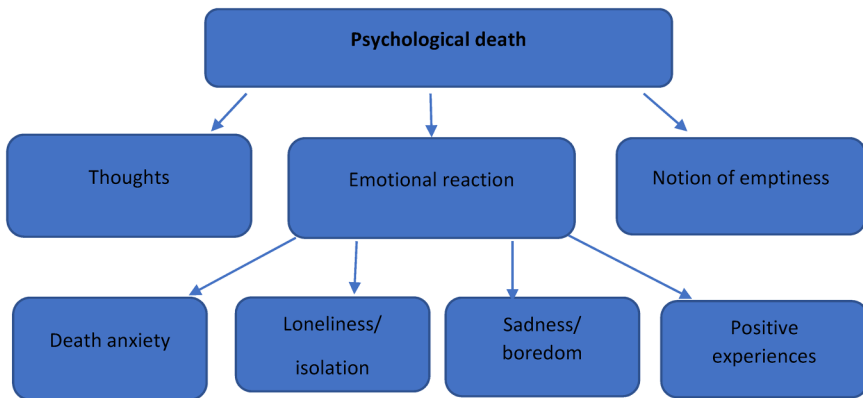 Psychological death
Thoughts
Emotional reaction
Notion of emptiness
Death anxiety
Loneliness/
isolation
Sadness/
boredom
Positive
experiences